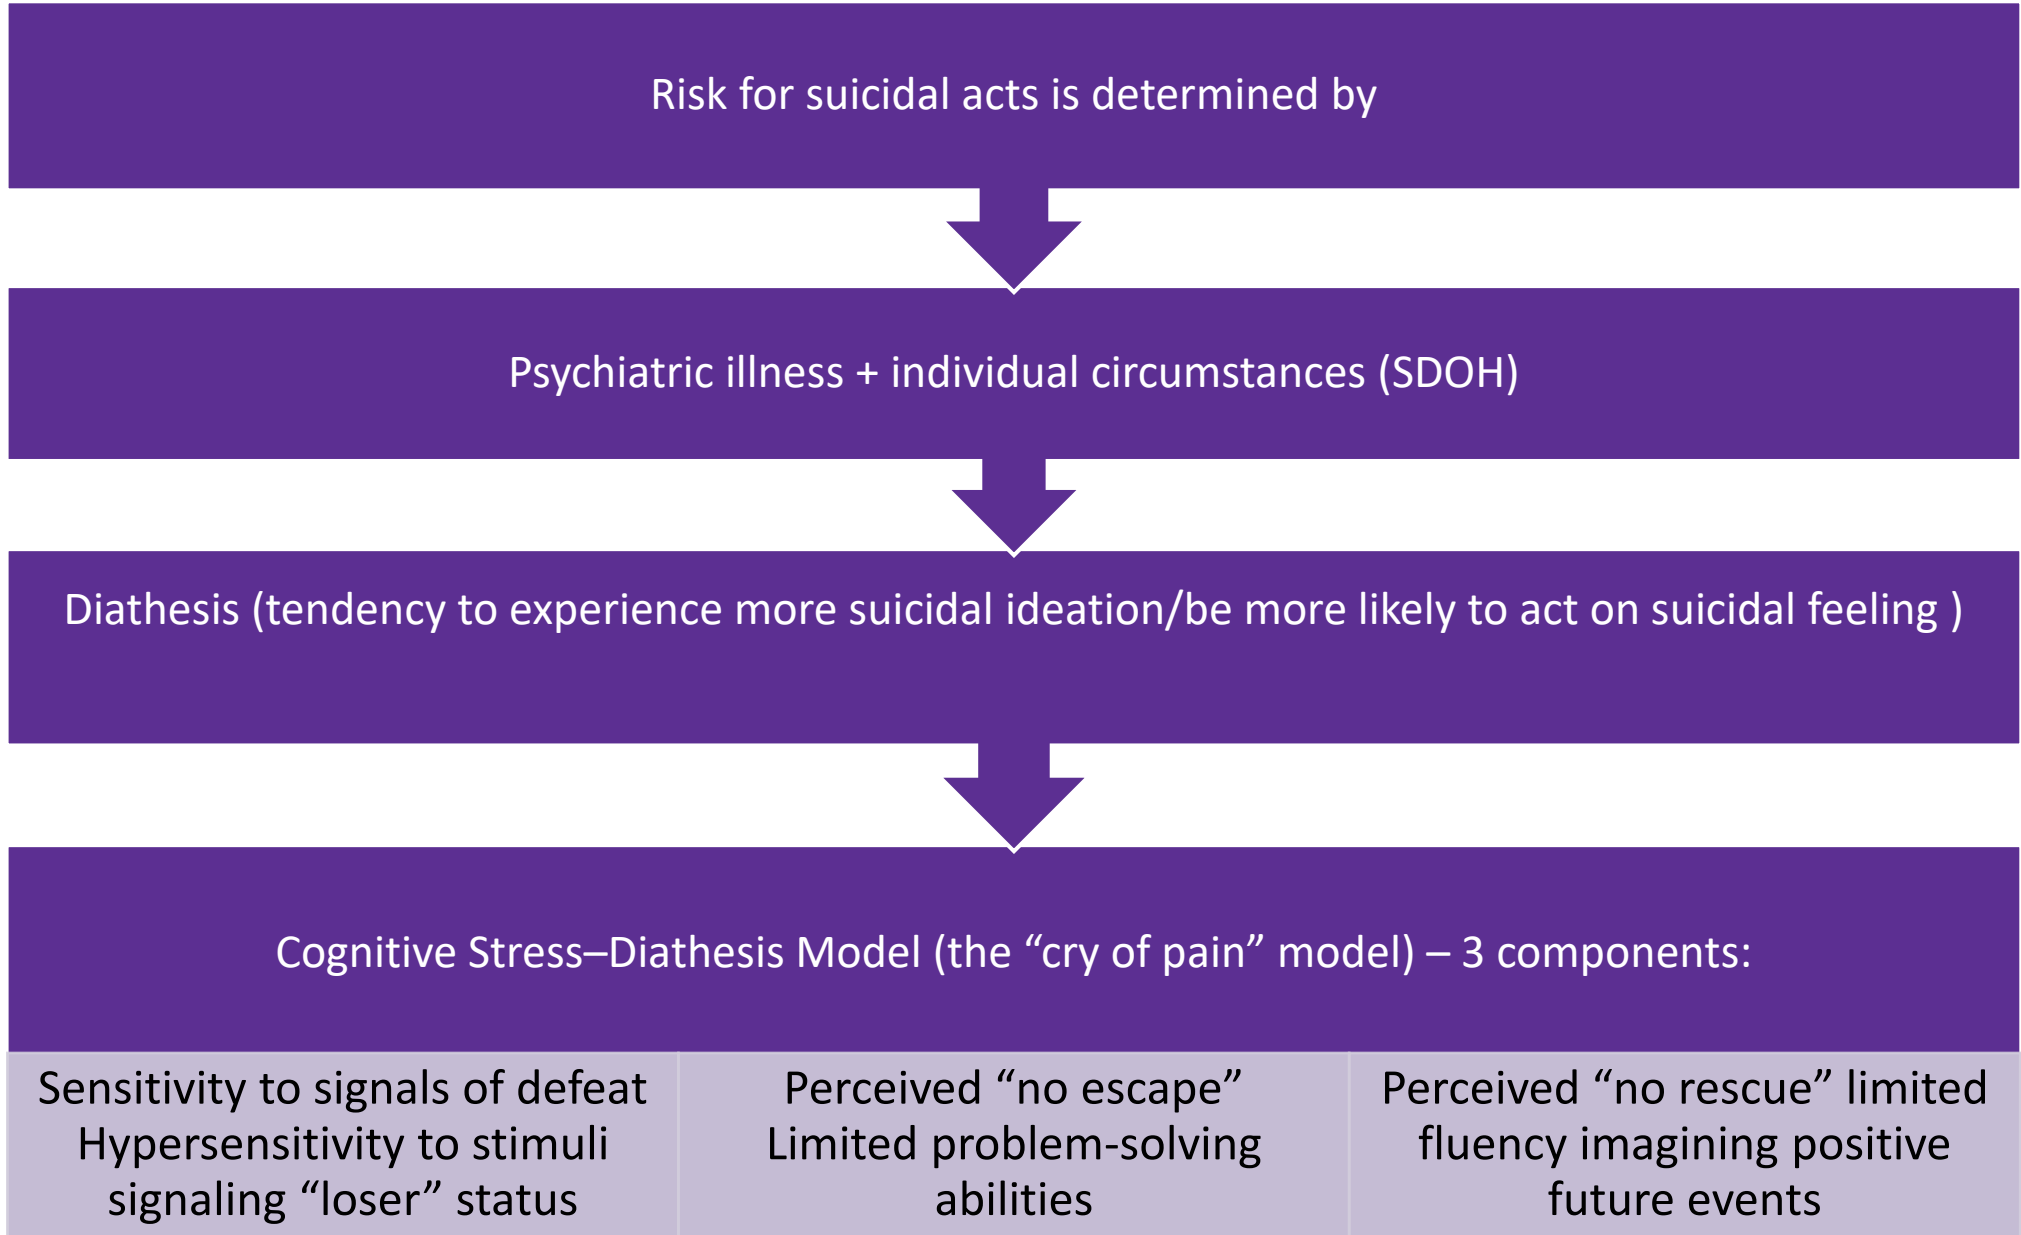 Risk for suicidal acts is determined by
Psychiatric illness + individual circumstances (SDOH)
Diathesis (tendency to experience more suicidal ideation/be more likely to act on suicidal feeling )
Cognitive Stress–Diathesis Model (the “cry of pain” model) – 3 components:
Sensitivity to signals of defeat
Hypersensitivity to stimuli
signaling “loser” status
Perceived “no escape”
Limited problem-solving
abilities
Perceived “no rescue” limited
fluency imagining positive
future events